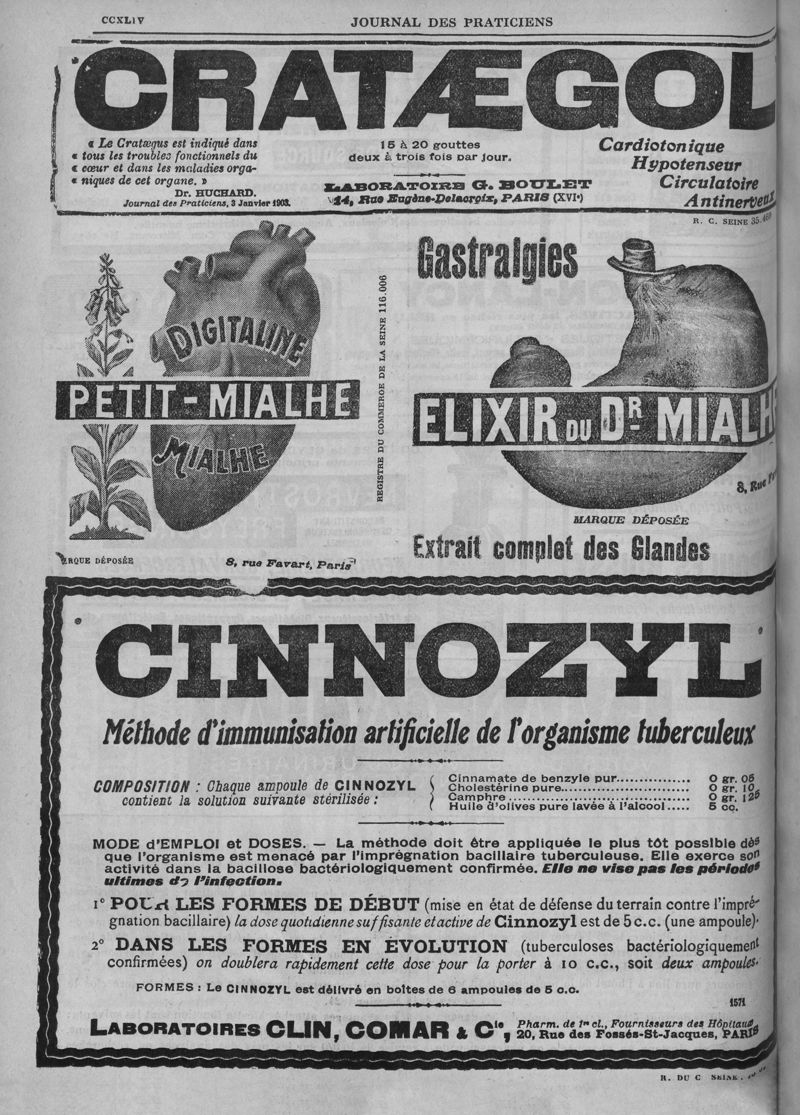 CCXLIV
JOURNAL DES PRATICIENS
CRATÆGOL
« Le Cratægus est indiqué dans
« tous les troubles fonctionnels du
« cœur et dans les maladies orga-
« niques de cet organe. »
Dr. HUCHARD.
Journal des Praticiens, 3 Janvier 1903.
15 à 20 gouttes
deux à trois fois par jour.
LABORATOIRE G. BOULET
14, Rue Eugène-Delacroix, PARIS (XVIe)
Cardiotonique
Hypotenseur
Circulatoire
Antinerveux
R. C. SEINE 35.469
DIGITALINE
PETIT-MIALHE
MIALHE
MARQUE DÉPOSÉE
8, rue Favart, Paris
REGISTRE DU COMMERCE DE LA SEINE 116.006
Gastralgies
ELIXIR DU DR MIALHE
8, Rue
MARQUE DÉPOSÉE
Extrait complet des Glandes
CINNOZYL
Méthode d'immunisation artificielle de l'organisme tuberculeux
COMPOSITION : Chaque ampoule de CINNOZYL
contient la solution suivante stérilisée :
Cinnamate de benzyle pur............... 0 gr. 05
Cholestérine pure......................... 0 gr. 10
Camphre.................................... 0 gr. 125
Huile d'olives pure lavée à l'alcool..... 5 cc.
MODE d'EMPLOI et DOSES. — La méthode doit être appliquée le plus tôt possible dès
que l'organisme est menacé par l'imprégnation bacillaire tuberculeuse. Elle exerce son
activité dans la bacillose bactériologiquement confirmée. Elle ne vise pas les périodes
ultimes de l'infection.
1° POUR LES FORMES DE DÉBUT (mise en état de défense du terrain contre l'impré-
gnation bacillaire) la dose quotidienne suffisante et active de Cinnozyl est de 5 c.c. (une ampoule).
2° DANS LES FORMES EN ÉVOLUTION (tuberculoses bactériologiquement
confirmées) on doublera rapidement cette dose pour la porter à 10 c.c., soit deux ampoules.
FORMES : Le CINNOZYL est délivré en boîtes de 6 ampoules de 5 c.c.
1571
LABORATOIRES CLIN, COMAR & Cie, Pharm. de 1re cl., Fournisseurs des Hôpitaux,
20, Rue des Fossés-St-Jacques, PARIS
R. DU C SEINE.